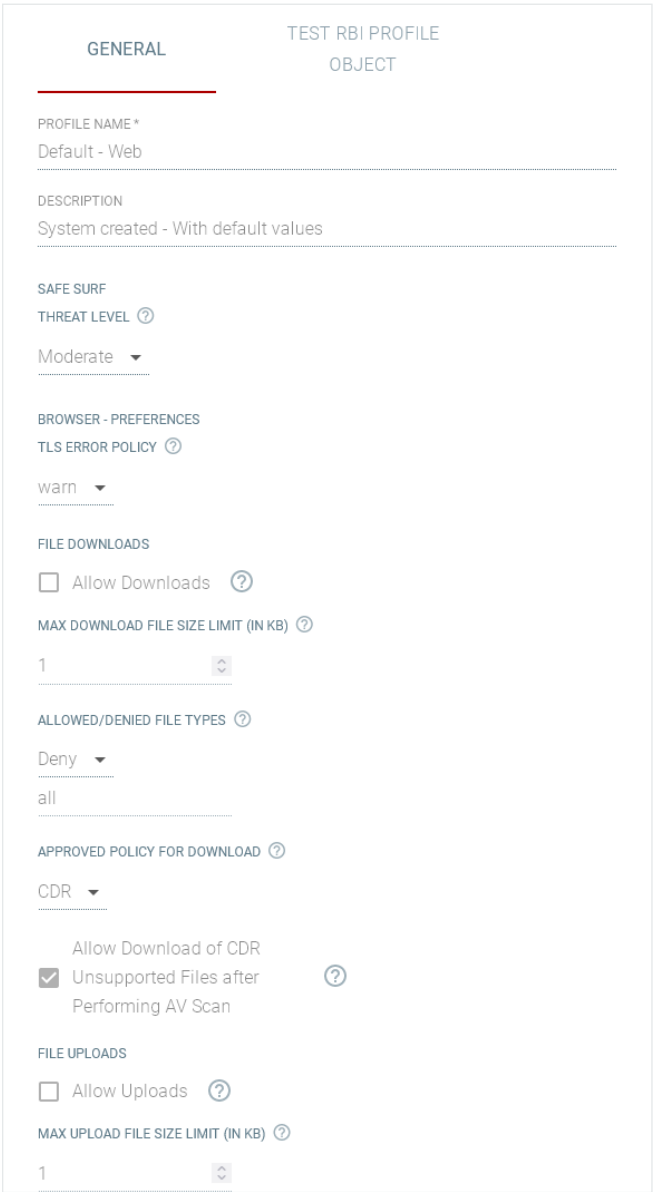 GENERAL
TEST RBI PROFILE
OBJECT
PROFILE NAME *
Default - Web
DESCRIPTION
System created - With default values
SAFE SURF
THREAT LEVEL ?
Moderate
BROWSER - PREFERENCES
TLS ERROR POLICY ?
warn
FILE DOWNLOADS
Allow Downloads ?
MAX DOWNLOAD FILE SIZE LIMIT (IN KB) ?
1
ALLOWED/DENIED FILE TYPES ?
Deny
all
APPROVED POLICY FOR DOWNLOAD ?
CDR
Allow Download of CDR
Unsupported Files after ?
Performing AV Scan
FILE UPLOADS
Allow Uploads ?
MAX UPLOAD FILE SIZE LIMIT (IN KB) ?
1